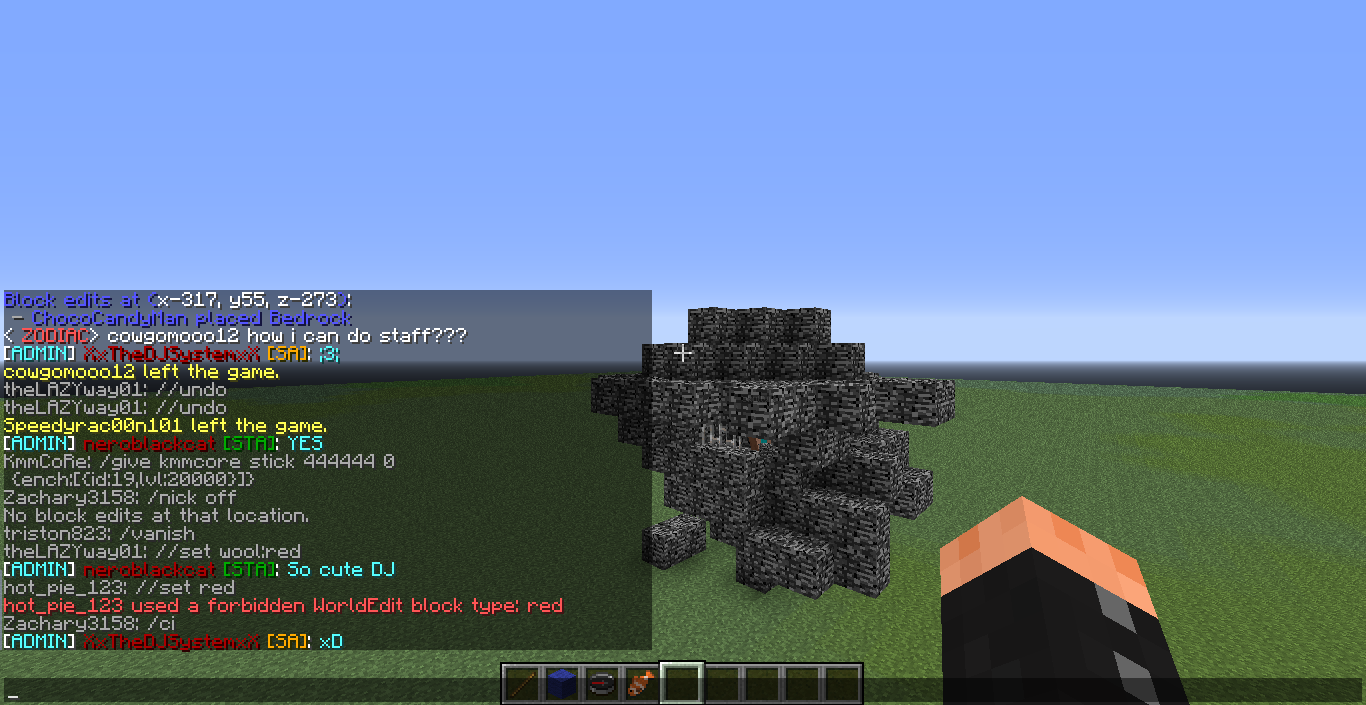 Block edits at (x-317, y55, z-273):
- ChocoCandyMan placed Bedrock
< ZODIAC> cowgomooo12 how i can do staff???
[ADMIN] XxTheDJSystemxX [SA]: ;3;
cowgomooo12 left the game.
theLAZYway01: //undo
theLAZYway01: //undo
Speedyrac00n101 left the game.
[ADMIN] neroblackcat [STA]: YES
KmmCoRe: /give kmmcore stick 444444 0
{ench:[{id:19,lvl:20000}]}
Zachary3158: /nick off
No block edits at that location.
triston823: /vanish
theLAZYway01: //set wool:red
[ADMIN] neroblackcat [STA]: So cute DJ
hot_pie_123: //set red
hot_pie_123 used a forbidden WorldEdit block type: red
Zachary3158: /ci
[ADMIN] XxTheDJSystemxX [SA]: xD
_